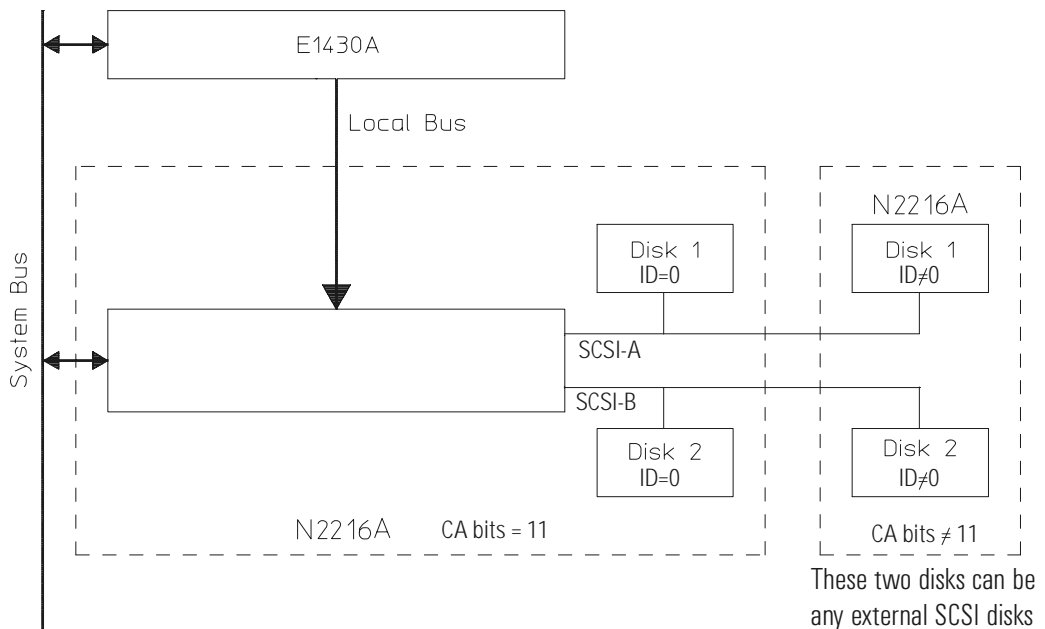 E1430A
Local Bus
System Bus
N2216A
Disk 1
ID=0
Disk 1
ID≠0
SCSI-A
SCSI-B
Disk 2
ID=0
Disk 2
ID≠0
N2216A CA bits = 11
CA bits ≠ 11
These two disks can be
any external SCSI disks